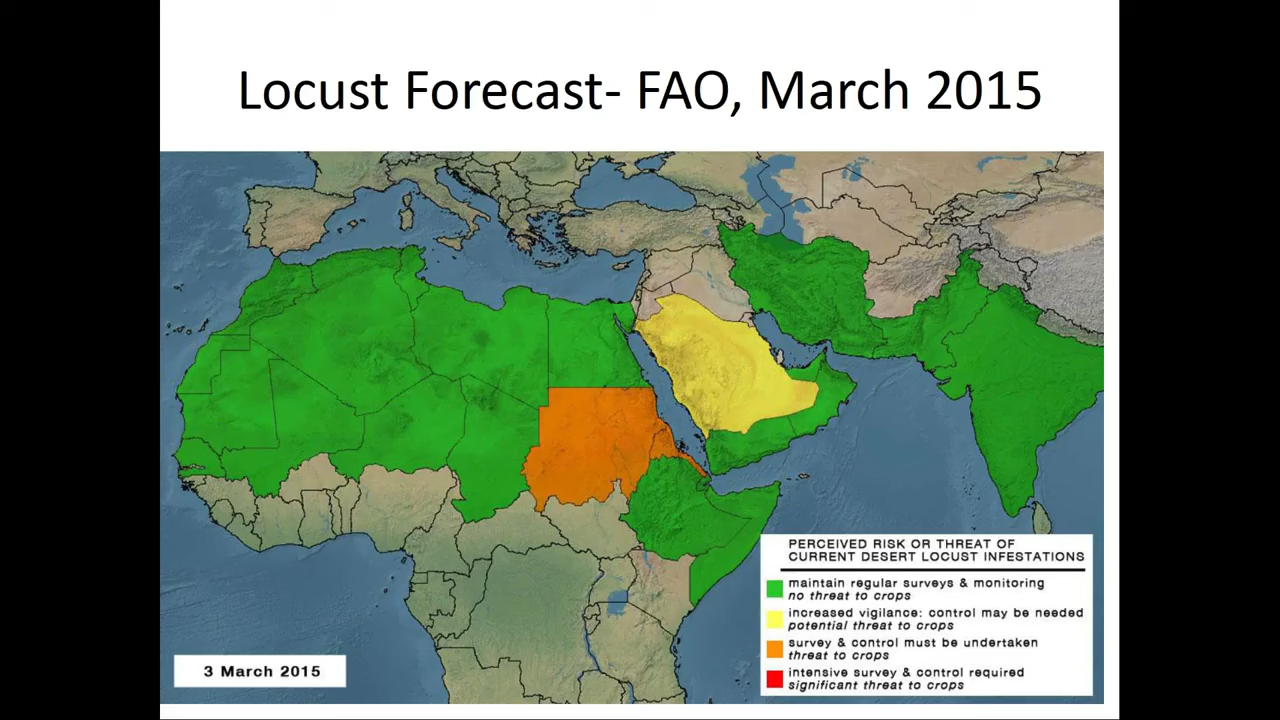 Locust Forecast- FAO, March 2015
PERCEIVED RISK OR THREAT OF
CURRENT DESERT LOCUST INFESTATIONS
maintain regular surveys & monitoring
no threat to crops
increased vigilance: control may be needed
potential threat to crops
survey & control must be undertaken
threat to crops
intensive survey & control required
significant threat to crops
3 March 2015